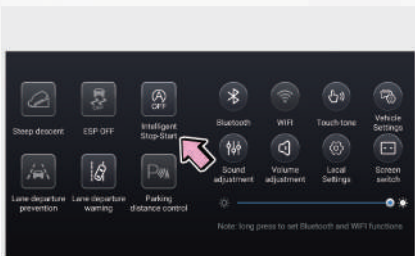 OFF
Steep descent
ESP OFF
Intelligent
Stop-Start
Bluetooth
WIFI
Touch-tone
Vehicle
Settings
Lane departure
prevention
Lane departure
warning
Parking
distance control
Sound
adjustment
Volume
adjustment
Local
Settings
Screen
switch
Note: long press to set Bluetooth and WIFI functions